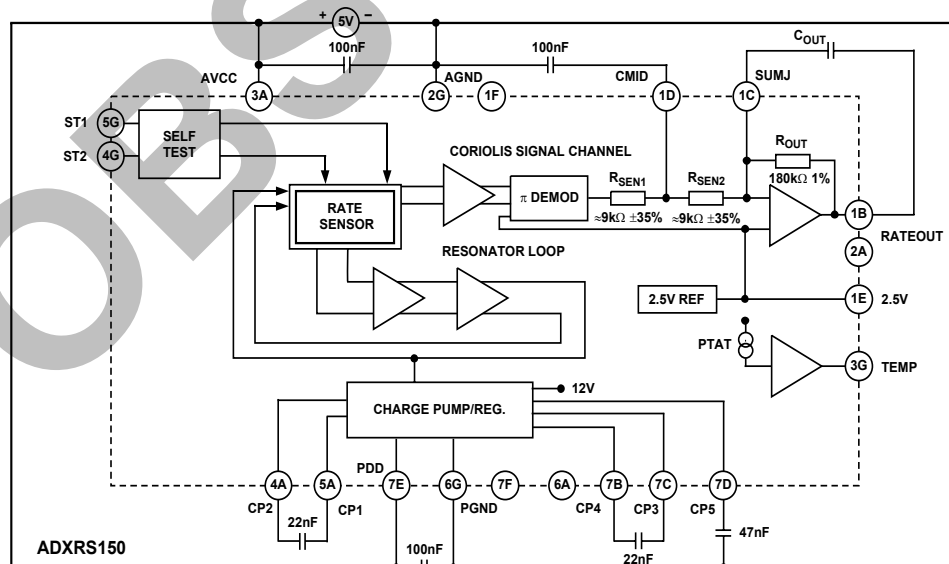 + 5V −
100nF
100nF
COUT
AVCC
AGND
CMID
SUMJ
3A
2G
1F
1D
1C
ST1
5G
ST2
4G
SELF
TEST
CORIOLIS SIGNAL CHANNEL
ROUT
180kΩ 1%
RATE
SENSOR
π DEMOD
RSEN1
≈9kΩ ±35%
RSEN2
≈9kΩ ±35%
1B
RATEOUT
2A
RESONATOR LOOP
2.5V REF
1E
2.5V
PTAT
3G
TEMP
12V
CHARGE PUMP/REG.
PDD
4A
5A
7E
6G
7F
6A
7B
7C
7D
CP2
CP1
PGND
CP4
CP3
CP5
22nF
100nF
22nF
47nF
ADXRS150
OBS